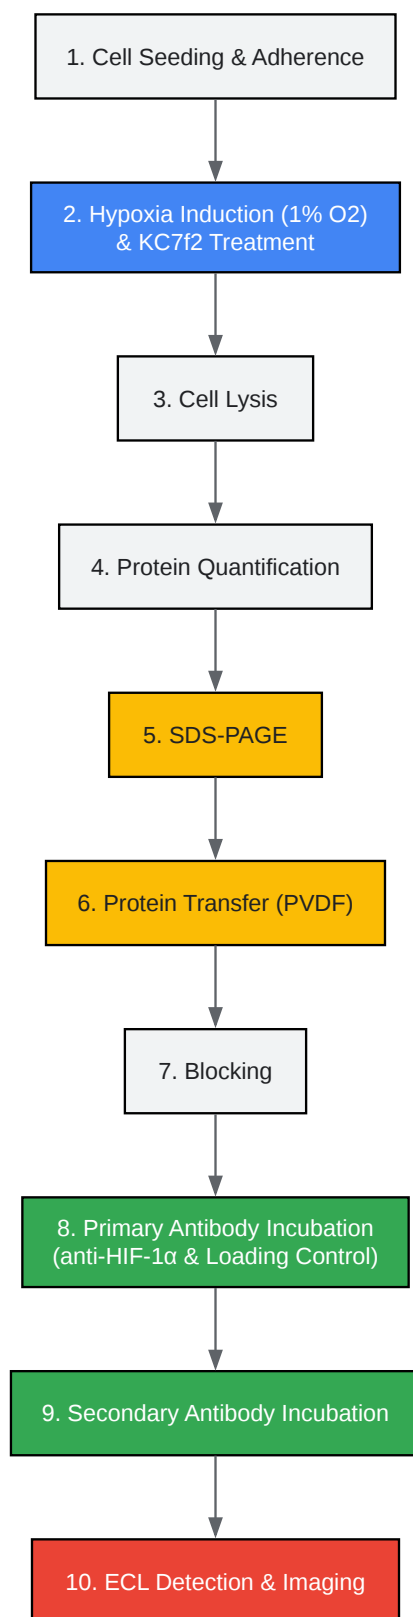 1. Cell Seeding & Adherence
2. Hypoxia Induction (1% O2)
& KC7f2 Treatment
3. Cell Lysis
4. Protein Quantification
5. SDS-PAGE
6. Protein Transfer (PVDF)
7. Blocking
8. Primary Antibody Incubation
(anti-HIF-1α & Loading Control)
9. Secondary Antibody Incubation
10. ECL Detection & Imaging